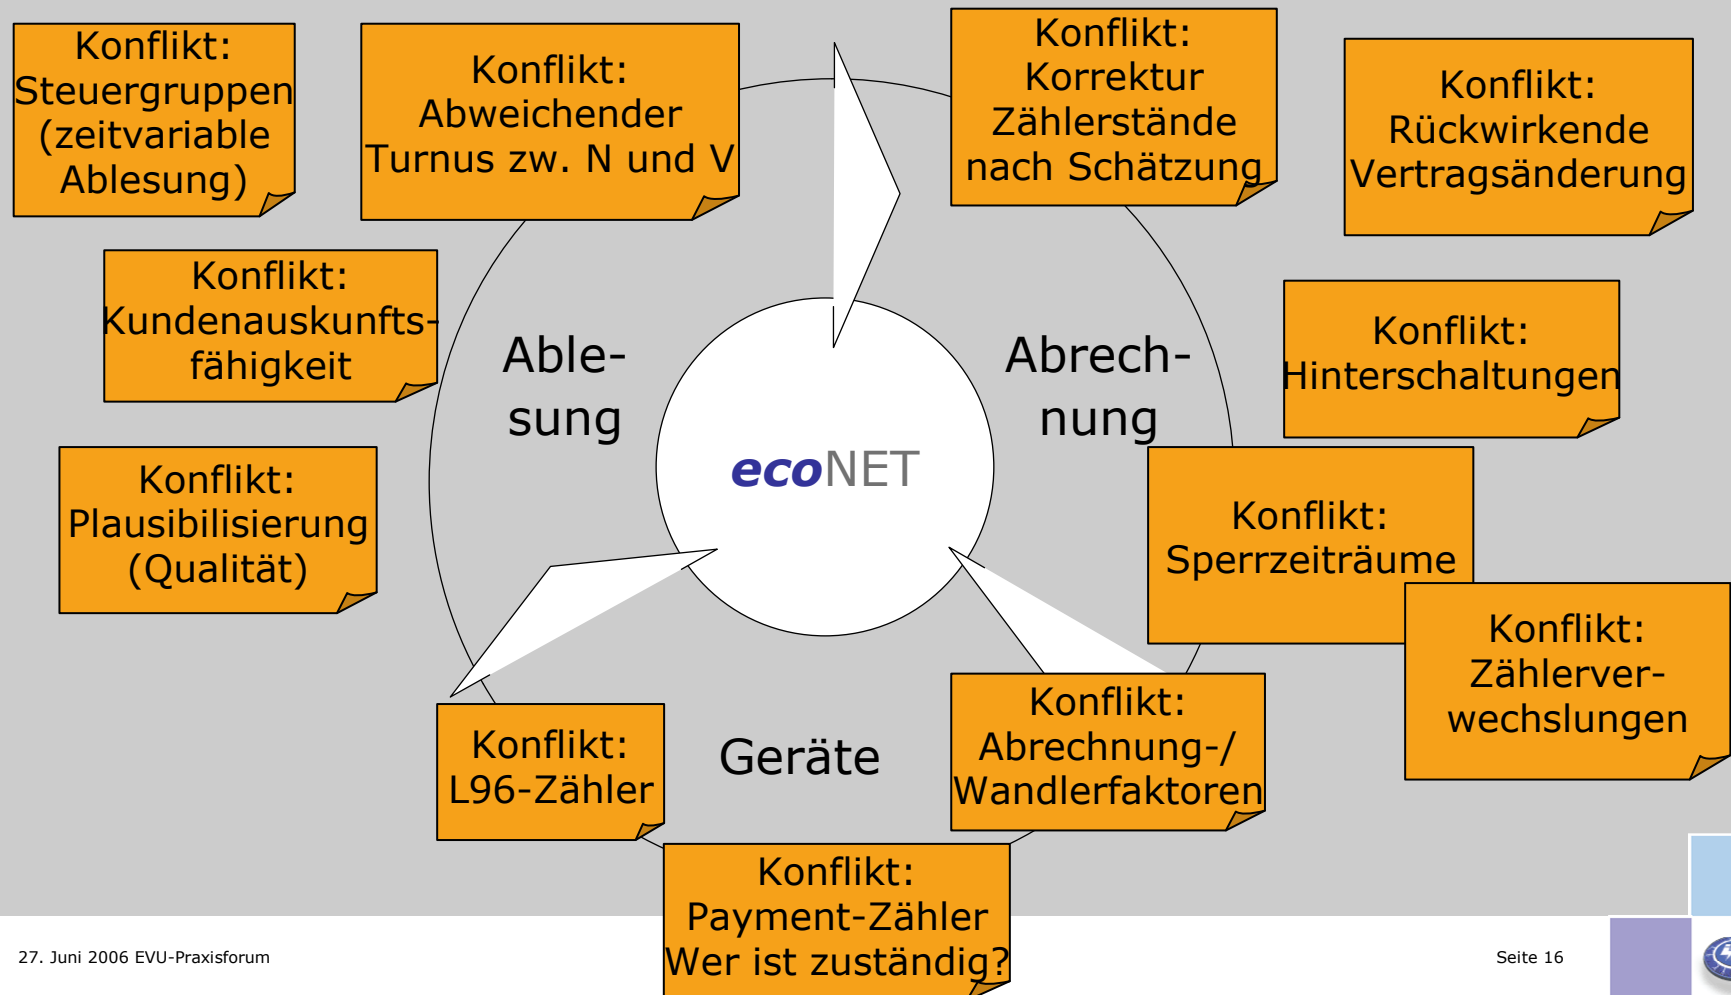 Konflikt:
Steuergruppen
(zeitvariable
Ablesung)
Konflikt:
Abweichender
Turnus zw. N und V
Konflikt:
Korrektur
Zählerstände
nach Schätzung
Konflikt:
Rückwirkende
Vertragsänderung
Konflikt:
Kundenauskunfts-
fähigkeit
Able-
sung
Abrech-
nung
Konflikt:
Hinterschaltungen
ecoNET
Konflikt:
Plausibilisierung
(Qualität)
Konflikt:
Sperrzeiträume
Konflikt:
Zählerver-
wechslungen
Konflikt:
L96-Zähler
Geräte
Konflikt:
Abrechnung-/
Wandlerfaktoren
Konflikt:
Payment-Zähler
Wer ist zuständig?
27. Juni 2006 EVU-Praxisforum
Seite 16